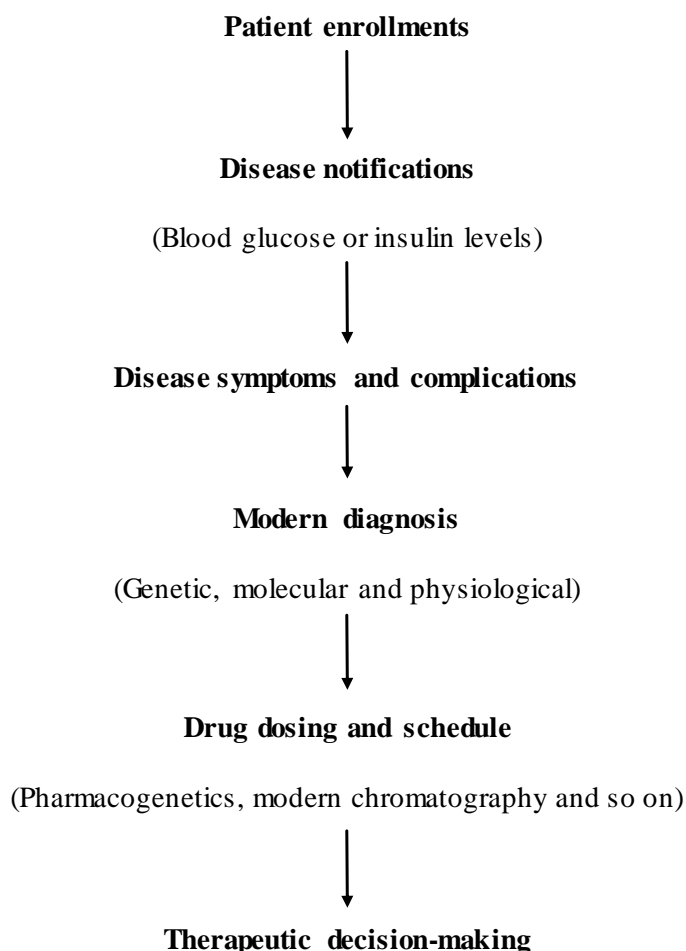 Patient enrollments
Disease notifications
(Blood glucose or insulin levels)
Disease symptoms and complications
Modern diagnosis
(Genetic, molecular and physiological)
Drug dosing and schedule
(Pharmacogenetics, modern chromatography and so on)
Therapeutic decision-making